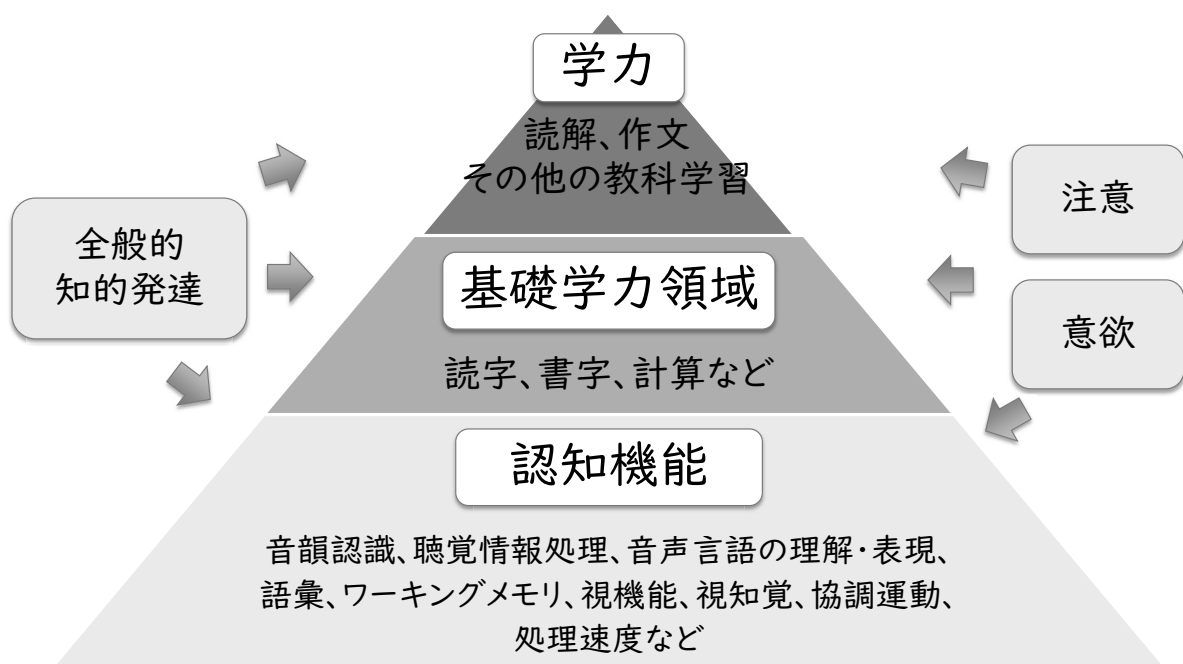 学力
読解、作文
その他の教科学習
全般的
知的発達
注意
基礎学力領域
意欲
読字、書字、計算など
認知機能
音韻認識、聴覚情報処理、音声言語の理解・表現、
語彙、ワーキングメモリ、視機能、視知覚、協調運動、
処理速度など